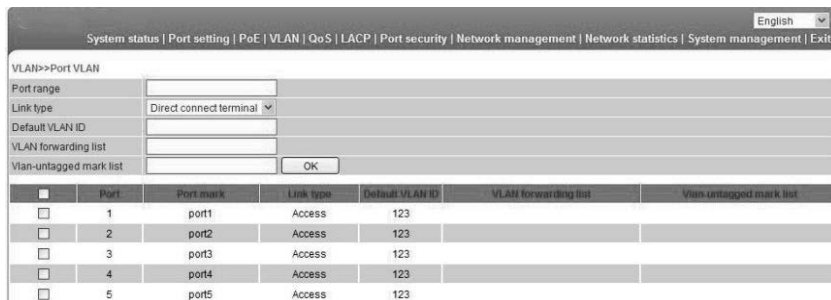 English
System status | Port setting | PoE | VLAN | QoS | LACP | Port security | Network management | Network statistics | System management | Exit
VLAN>>Port VLAN
Port range
Link type Direct connect terminal
Default VLAN ID
VLAN forwarding list
Vlan-untagged mark list OK
Port Port mark Link type Default VLAN ID VLAN forwarding list Vlan-untagged mark list
1 port1 Access 123
2 port2 Access 123
3 port3 Access 123
4 port4 Access 123
5 port5 Access 123